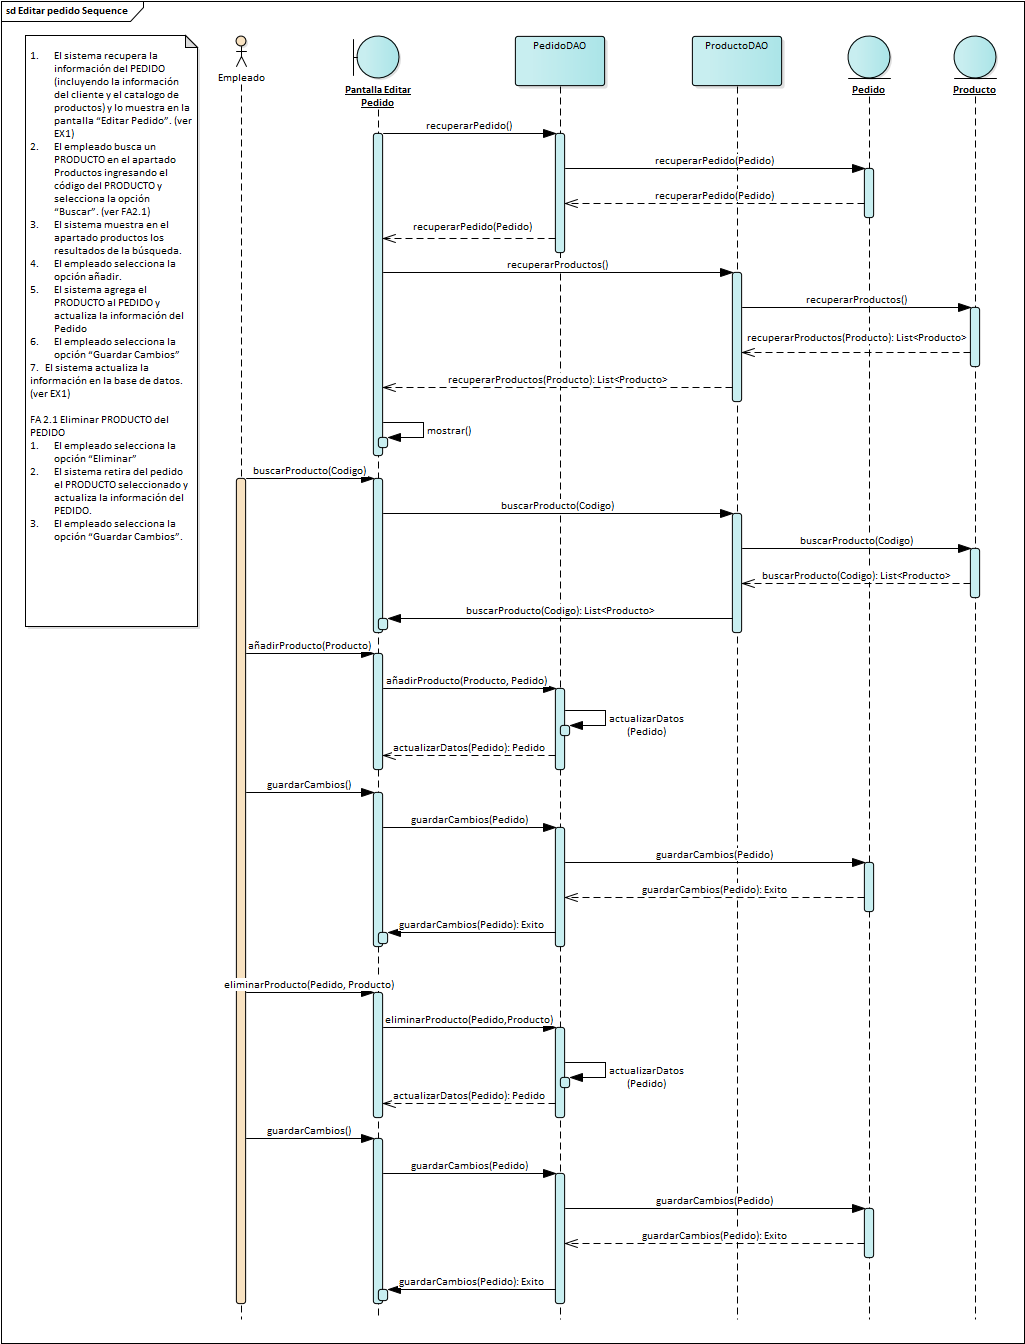 sd Editar pedido Sequence
1. El sistema recupera la
información del PEDIDO
(incluyendo la información
del cliente y el catalogo de
productos) y lo muestra en la
pantalla “Editar Pedido”. (ver
EX1)
2. El empleado busca un
PRODUCTO en el apartado
Productos ingresando el
código del PRODUCTO y
selecciona la opción
“Buscar”. (ver FA2.1)
3. El sistema muestra en el
apartado productos los
resultados de la búsqueda.
4. El empleado selecciona la
opción añadir.
5. El sistema agrega el
PRODUCTO al PEDIDO y
actualiza la información del
Pedido
6. El empleado selecciona la
opción “Guardar Cambios”
7. El sistema actualiza la
información en la base de datos.
(ver EX1)
FA 2.1 Eliminar PRODUCTO del
PEDIDO
1. El empleado selecciona la
opción “Eliminar”
2. El sistema retira del pedido
el PRODUCTO seleccionado y
actualiza la información del
PEDIDO.
3. El empleado selecciona la
opción “Guardar Cambios”.
Empleado
Pantalla Editar
Pedido
PedidoDAO
ProductoDAO
Pedido
Producto
recuperarPedido()
recuperarPedido(Pedido)
recuperarPedido(Pedido)
recuperarPedido(Pedido)
recuperarProductos()
recuperarProductos()
recuperarProductos(Producto): List<Producto>
recuperarProductos(Producto): List<Producto>
mostrar()
buscarProducto(Codigo)
buscarProducto(Codigo)
buscarProducto(Codigo)
buscarProducto(Codigo): List<Producto>
buscarProducto(Codigo): List<Producto>
añadirProducto(Producto)
añadirProducto(Producto, Pedido)
actualizarDatos
(Pedido)
actualizarDatos(Pedido): Pedido
guardarCambios()
guardarCambios(Pedido)
guardarCambios(Pedido)
guardarCambios(Pedido): Exito
guardarCambios(Pedido): Exito
eliminarProducto(Pedido, Producto)
eliminarProducto(Pedido,Producto)
actualizarDatos
(Pedido)
actualizarDatos(Pedido): Pedido
guardarCambios()
guardarCambios(Pedido)
guardarCambios(Pedido)
guardarCambios(Pedido): Exito
guardarCambios(Pedido): Exito